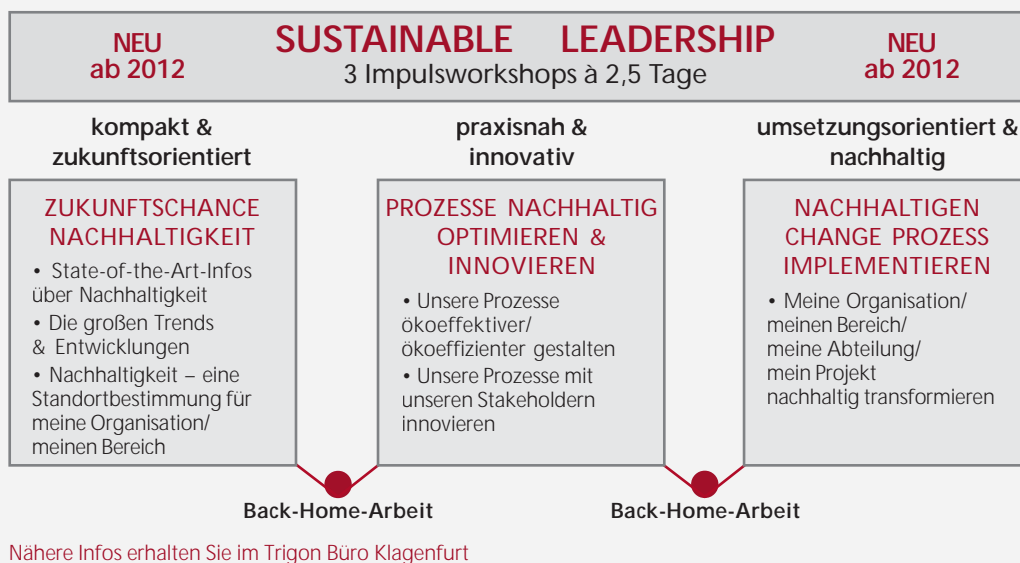 NEU
ab 2012
SUSTAINABLE LEADERSHIP
3 Impulsworkshops à 2,5 Tage
NEU
ab 2012
kompakt &
zukunftsorientiert
ZUKUNFTSCHANCE
NACHHALTIGKEIT
• State-of-the-Art-Infos
über Nachhaltigkeit
• Die großen Trends
& Entwicklungen
• Nachhaltigkeit – eine
Standortbestimmung für
meine Organisation/
meinen Bereich
praxisnah &
innovativ
PROZESSE NACHHALTIG
OPTIMIEREN &
INNOVIEREN
• Unsere Prozesse
ökoeffektiver/
ökoeffizienter gestalten
• Unsere Prozesse mit
unseren Stakeholdern
innovieren
umsetzungsorientiert &
nachhaltig
NACHHALTIGEN
CHANGE PROZESS
IMPLEMENTIEREN
• Meine Organisation/
meinen Bereich/
meine Abteilung/
mein Projekt
nachhaltig transformieren
Back-Home-Arbeit
Back-Home-Arbeit
Nähere Infos erhalten Sie im Trigon Büro Klagenfurt